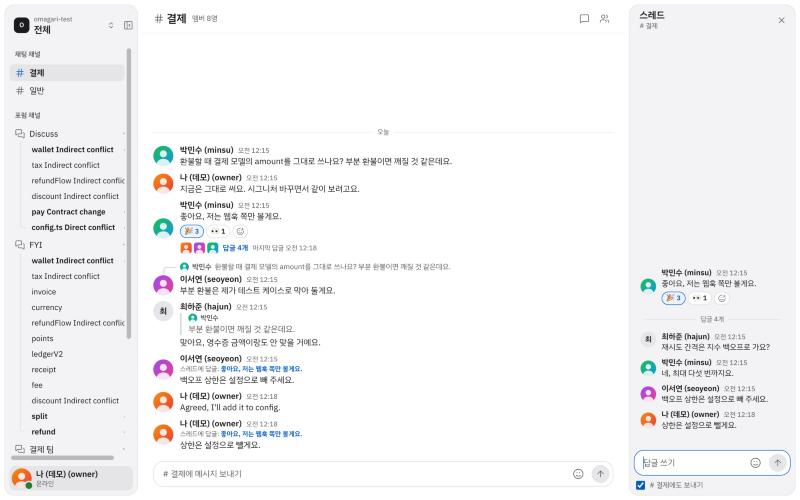 O
omagari-test
전체
채팅 채널
# 결제
# 일반
포럼 채널
Discuss
wallet Indirect conflict
tax Indirect conflict
refundFlow Indirect conflic
discount Indirect conflict
pay Contract change
config.ts Direct conflict
FYI
wallet Indirect conflict
tax Indirect conflict
invoice
currency
refundFlow Indirect conflic
points
ledgerV2
receipt
fee
discount Indirect conflict
split
refund
결제 팀
나 (데모) (owner)
온라인
# 결제 멤버 8명
오늘
박민수 (minsu) 오전 12:15
환불할 때 결제 모델의 amount를 그대로 쓰나요? 부분 환불이면 깨질 것 같은데요.
나 (데모) (owner) 오전 12:15
지금은 그대로 써요. 시그니처 바꾸면서 같이 보려고요.
박민수 (minsu) 오전 12:15
좋아요, 저는 웹훅 쪽만 볼게요.
🎉 3 👀 1
답글 4개 마지막 답글 오전 12:18
박민수 환불할 때 결제 모델의 amount를 그대로 쓰나요? 부분 환불이면 깨질 것 같은데요.
이서연 (seoyeon) 오전 12:15
부분 환불은 제가 테스트 케이스로 막아 둘게요.
최
최하준 (hajun) 오전 12:15
박민수
부분 환불이면 깨질 것 같은데요.
맞아요, 영수증 금액이랑도 안 맞을 거예요.
이서연 (seoyeon) 오전 12:15
스레드에 답글: 좋아요, 저는 웹훅 쪽만 볼게요.
백오프 상한은 설정으로 빼 주세요.
나 (데모) (owner) 오전 12:18
Agreed, I'll add it to config.
나 (데모) (owner) 오전 12:18
스레드에 답글: 좋아요, 저는 웹훅 쪽만 볼게요.
상한은 설정으로 뺄게요.
# 결제에 메시지 보내기
스레드
# 결제
박민수 (minsu) 오전 12:15
좋아요, 저는 웹훅 쪽만 볼게요.
🎉 3 👀 1
답글 4개
최
최하준 (hajun) 오전 12:15
재시도 간격은 지수 백오프로 가요?
박민수 (minsu) 오전 12:15
네, 최대 다섯 번까지요.
이서연 (seoyeon) 오전 12:15
백오프 상한은 설정으로 빼 주세요.
나 (데모) (owner) 오전 12:18
상한은 설정으로 뺄게요.
답글 쓰기
# 결제에도 보내기